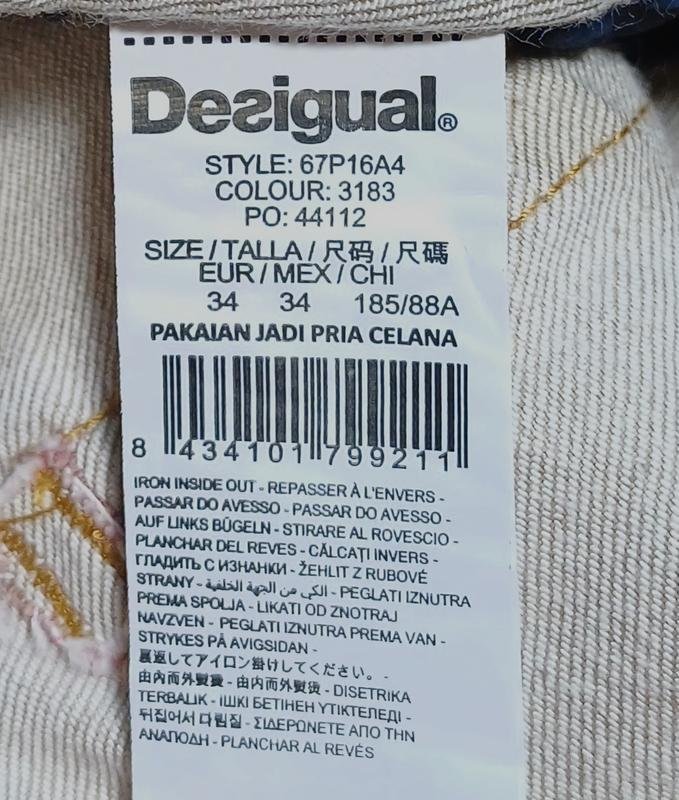 Desigual®
STYLE: 67P16A4
COLOUR: 3183
PO: 44112
SIZE / TALLA / 尺码 / 尺碼
EUR / MEX / CHI
34 34 185/88A
PAKAIAN JADI PRIA CELANA
8 434101 799211
IRON INSIDE OUT - REPASSER À L'ENVERS -
PASSAR DO AVESSO - PASSAR DO AVESSO -
AUF LINKS BÜGELN - STIRARE AL ROVESCIO -
PLANCHAR DEL REVES - CĂLCAȚI INVERS -
ГЛАДИТЬ С ИЗНАНКИ - ŽEHLIT Z RUBOVÉ
STRANY - الكي من الجهة الخلفية - PEGLATI IZNUTRA
PREMA SPOLJA - LIKATI OD ZNOTRAJ
NAVZVEN - PEGLATI IZNUTRA PREMA VAN -
STRYKES PÅ AVIGSIDAN -
裏返してアイロン掛けしてください。 -
由內而外熨燙 - 由内而外熨烫 - DISETRIKA
TERBALIK - ІШКІ БЕТІНЕН ҮТІКТЕЛЕДІ -
뒤집어서 다림질 - ΣΙΔΕΡΩΝΕΤΕ ΑΠΟ ΤΗΝ
ΑΝΑΠΟΔΗ - PLANCHAR AL REVÉS